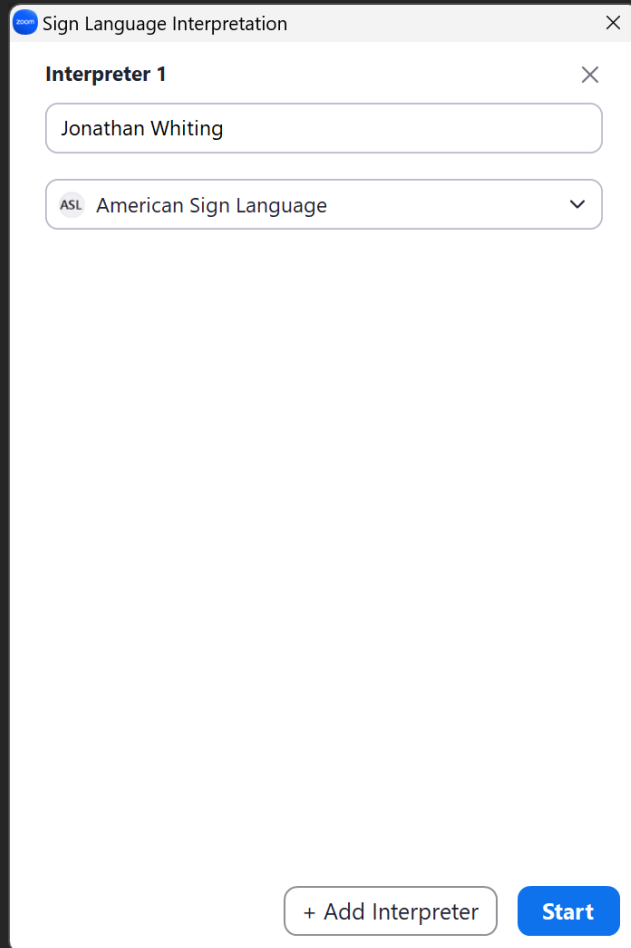 zoom Sign Language Interpretation
Interpreter 1
Jonathan Whiting
ASL American Sign Language
+ Add Interpreter
Start